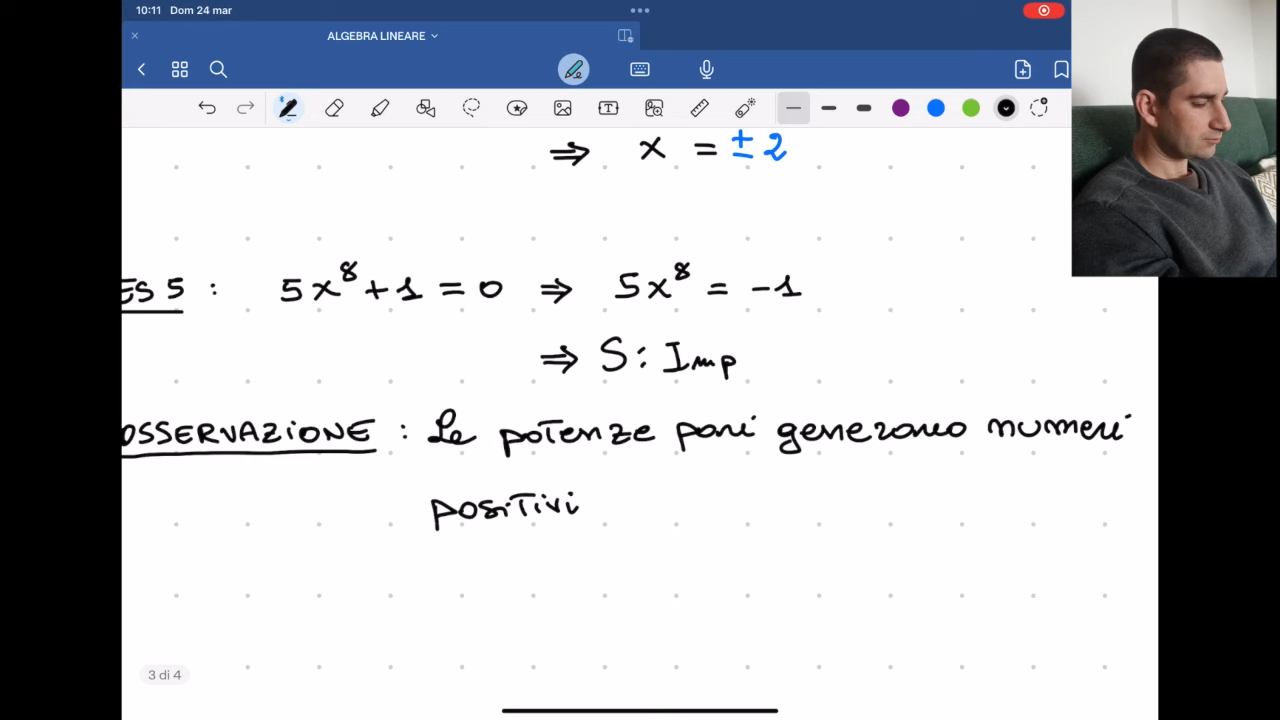 10:11 Dom 24 mar
ALGEBRA LINEARE
⇒ x = ± 2
ES 5 : 5x⁸ + 1 = 0 ⇒ 5x⁸ = -1
⇒ S: Imp
OSSERVAZIONE : Le potenze pari generano numeri
positivi
3 di 4